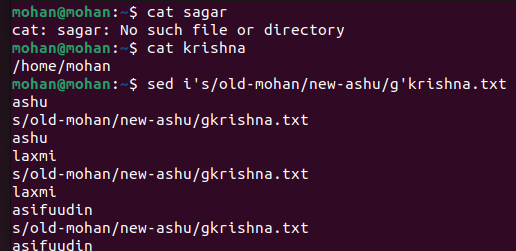 mohan@mohan:~$ cat sagar
cat: sagar: No such file or directory
mohan@mohan:~$ cat krishna
/home/mohan
mohan@mohan:~$ sed i's/old-mohan/new-ashu/g'krishna.txt
ashu
s/old-mohan/new-ashu/gkrishna.txt
ashu
laxmi
s/old-mohan/new-ashu/gkrishna.txt
laxmi
asifuudin
s/old-mohan/new-ashu/gkrishna.txt
asifuudin